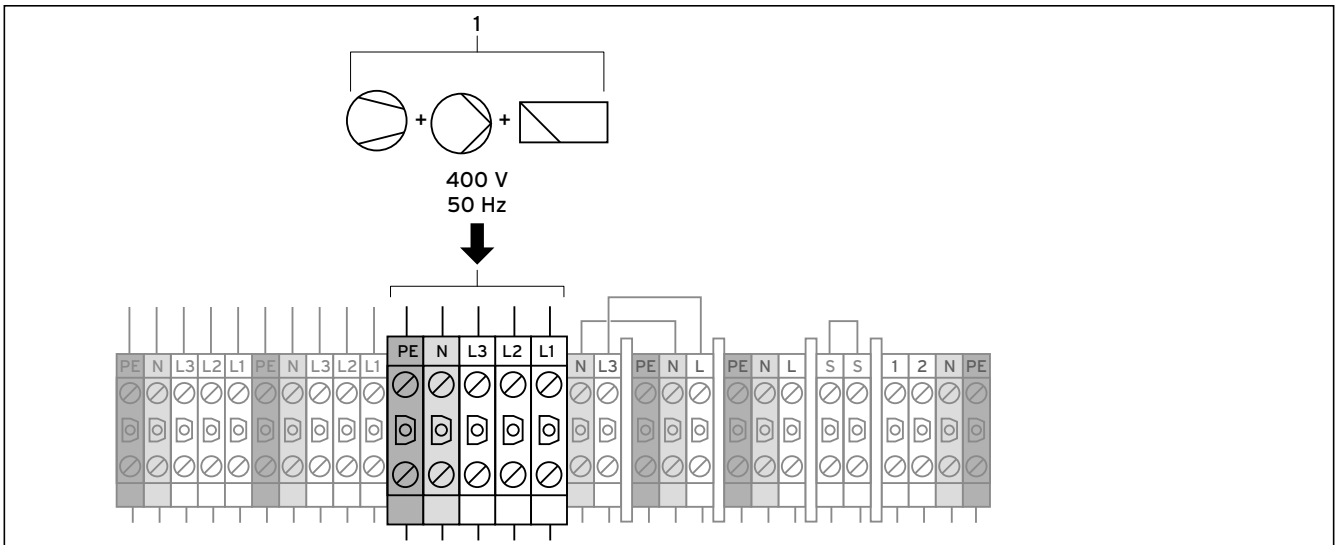 1
+ +
400 V
50 Hz
PE N L3 L2 L1 PE N L3 L2 L1 PE N L3 L2 L1 N L3 PE N L PE N L S S 1 2 N PE